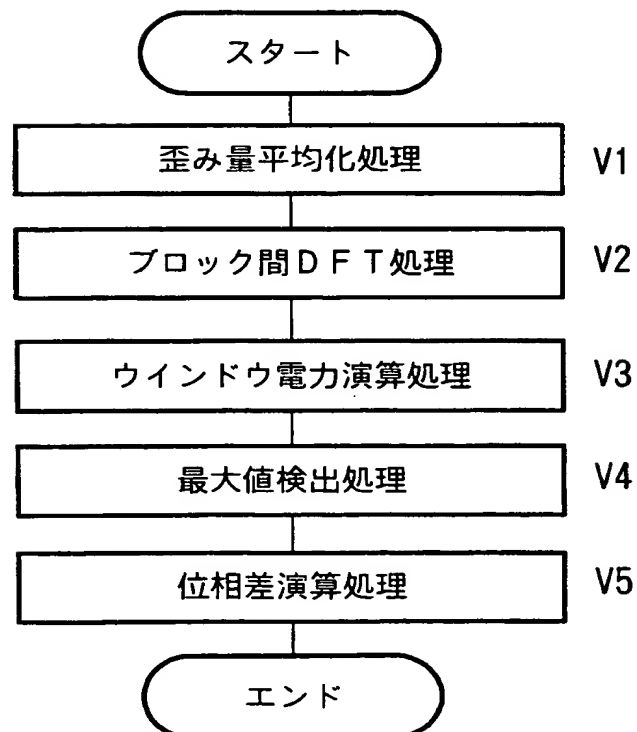 スタート
歪み量平均化処理 V1
ブロック間DFT処理 V2
ウインドウ電力演算処理 V3
最大値検出処理 V4
位相差演算処理 V5
エンド